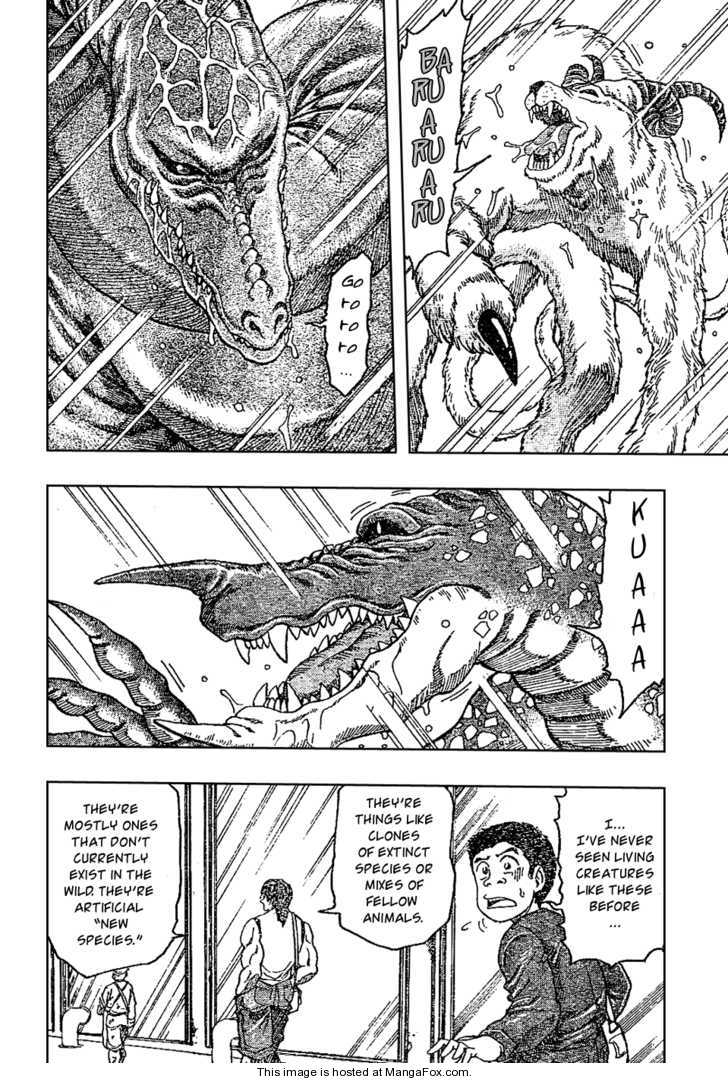 BA
RU
A
RU
A
RU
GO
RO
RO
RO
...
KUAAA
I...
I'VE NEVER
SEEN LIVING
CREATURES
LIKE THESE
BEFORE
...
THEY'RE
THINGS LIKE
CLONES
OF EXTINCT
SPECIES OR
MIXES OF
FELLOW
ANIMALS.
THEY'RE
MOSTLY ONES
THAT DON'T
CURRENTLY
EXIST IN
THE WILD. THEY'RE
ARTIFICIAL
"NEW
SPECIES."
This image is hosted at MangaFox.com.